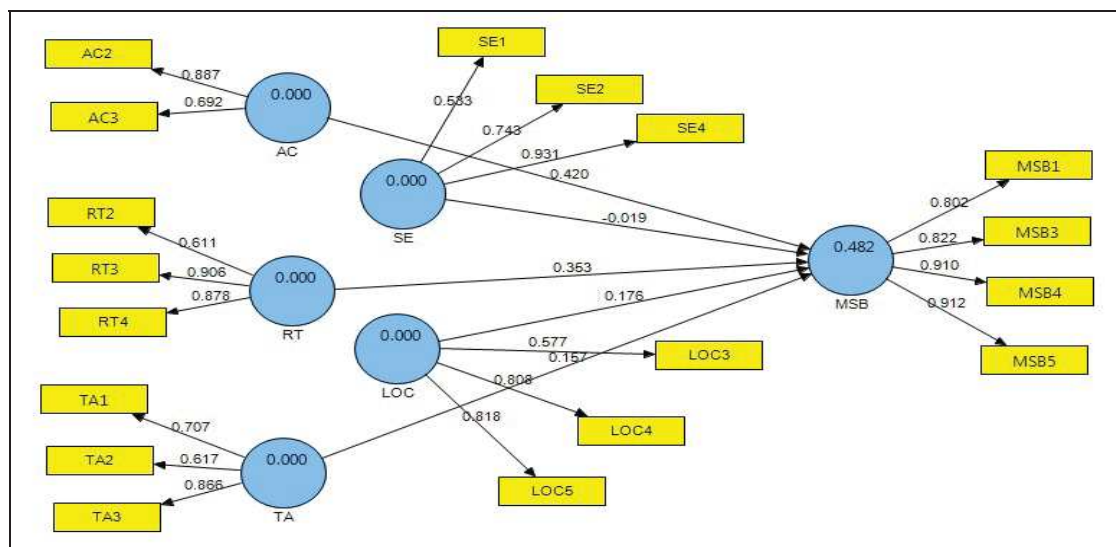 AC2
0.887
AC3
0.692
0.000
AC
SE1
0.533
SE2
0.743
SE4
0.931
0.000
SE
0.420
-0.019
RT2
0.611
RT3
0.906
RT4
0.878
0.000
RT
0.353
0.176
0.000
LOC
0.577
LOC3
0.157
0.808
LOC4
0.818
LOC5
TA1
0.707
TA2
0.617
TA3
0.866
0.000
TA
0.482
MSB
MSB1
0.802
MSB3
0.822
MSB4
0.910
MSB5
0.912